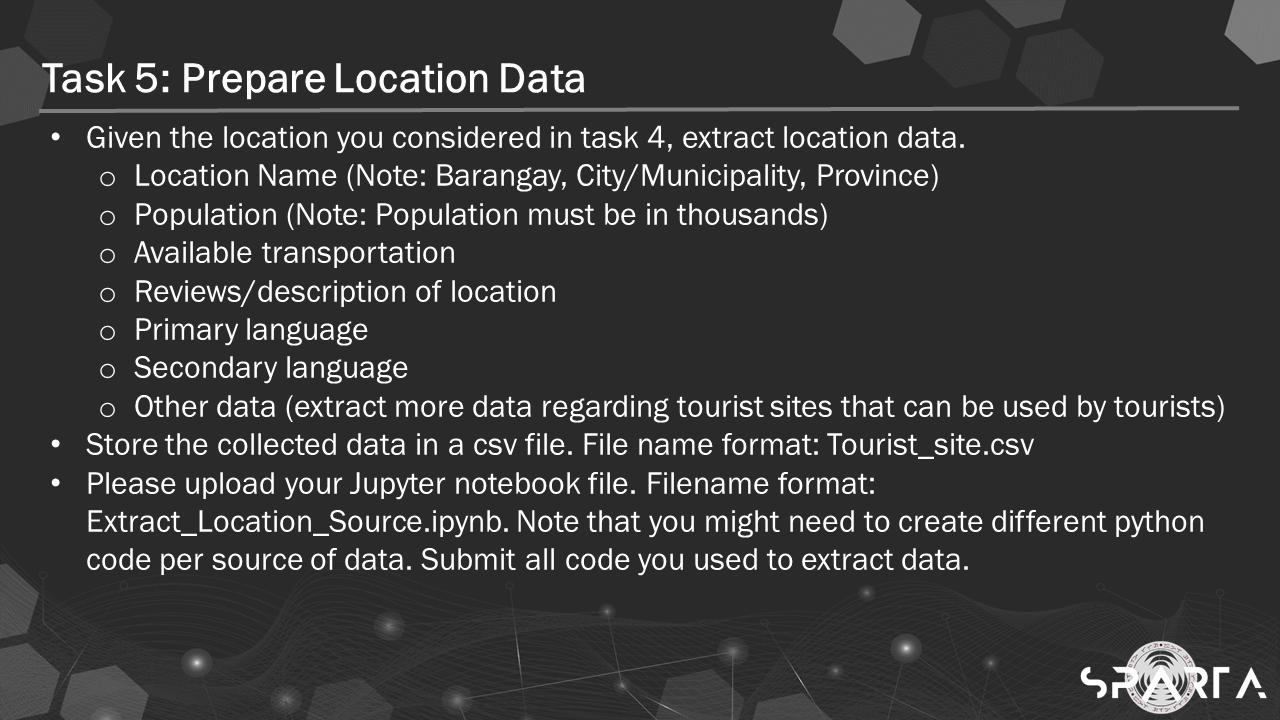 Task 5: Prepare Location Data
• Given the location you considered in task 4, extract location data.
o Location Name (Note: Barangay, City/Municipality, Province)
o Population (Note: Population must be in thousands)
o Available transportation
o Reviews/description of location
o Primary language
o Secondary language
o Other data (extract more data regarding tourist sites that can be used by tourists)
• Store the collected data in a csv file. File name format: Tourist_site.csv
• Please upload your Jupyter notebook file. Filename format:
Extract_Location_Source.ipynb. Note that you might need to create different python
code per source of data. Submit all code you used to extract data.
SPARTA